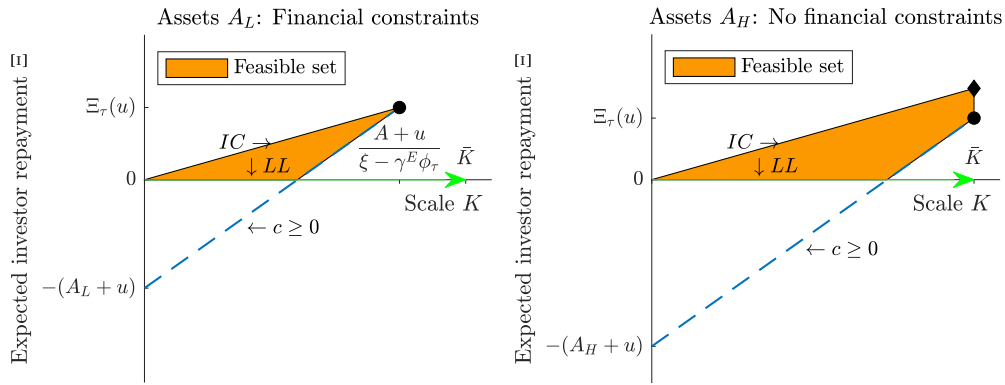 Assets A_L: Financial constraints
Expected investor repayment Ξ
Feasible set
Ξ_τ(u)
IC →
↓ LL
A + u
ξ − γ^E ϕ_τ
K̄
0
Scale K
← c ≥ 0
−(A_L + u)
Assets A_H: No financial constraints
Expected investor repayment Ξ
Feasible set
Ξ_τ(u)
IC →
↓ LL
K̄
0
Scale K
← c ≥ 0
−(A_H + u)